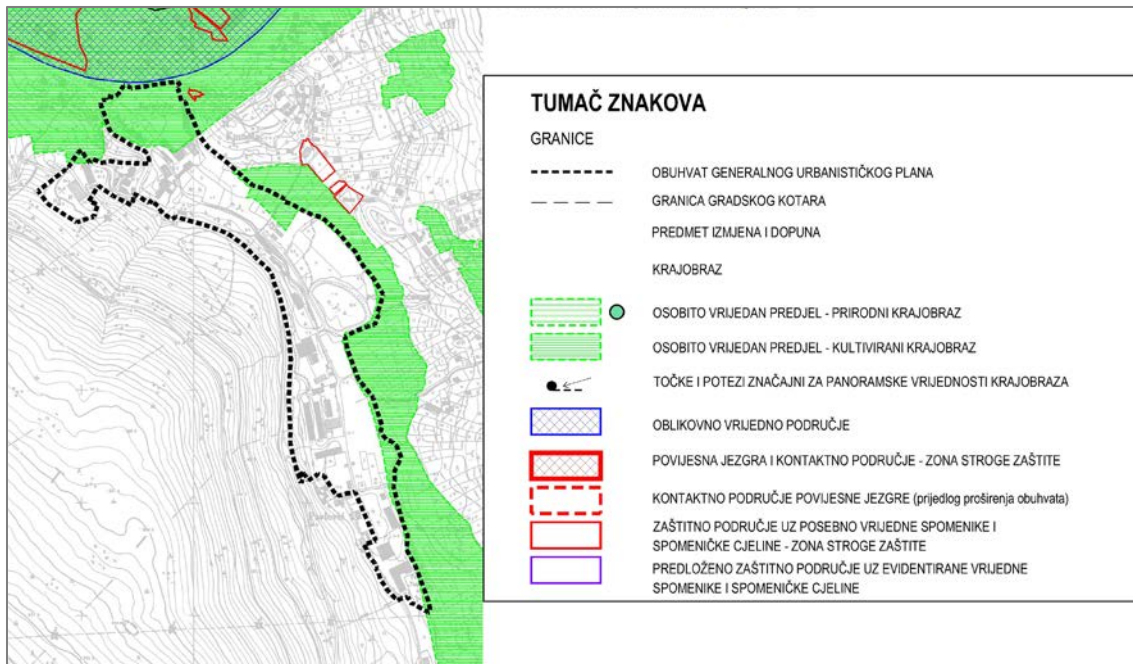 TUMAČ ZNAKOVA
GRANICE
OBUHVAT GENERALNOG URBANISTIČKOG PLANA
GRANICA GRADSKOG KOTARA
PREDMET IZMJENA I DOPUNA
KRAJOBRAZ
OSOBITO VRIJEDAN PREDJEL - PRIRODNI KRAJOBRAZ
OSOBITO VRIJEDAN PREDJEL - KULTIVIRANI KRAJOBRAZ
TOČKE I POTEZI ZNAČAJNI ZA PANORAMSKE VRIJEDNOSTI KRAJOBRAZA
OBLIKOVNO VRIJEDNO PODRUČJE
POVIJESNA JEZGRA I KONTAKTNO PODRUČJE - ZONA STROGE ZAŠTITE
KONTAKTNO PODRUČJE POVIJESNE JEZGRE (prijedlog proširenja obuhvata)
ZAŠTITNO PODRUČJE UZ POSEBNO VRIJEDNE SPOMENIKE I
SPOMENIČKE CJELINE - ZONA STROGE ZAŠTITE
PREDLOŽENO ZAŠTITNO PODRUČJE UZ EVIDENTIRANE VRIJEDNE
SPOMENIKE I SPOMENIČKE CJELINE